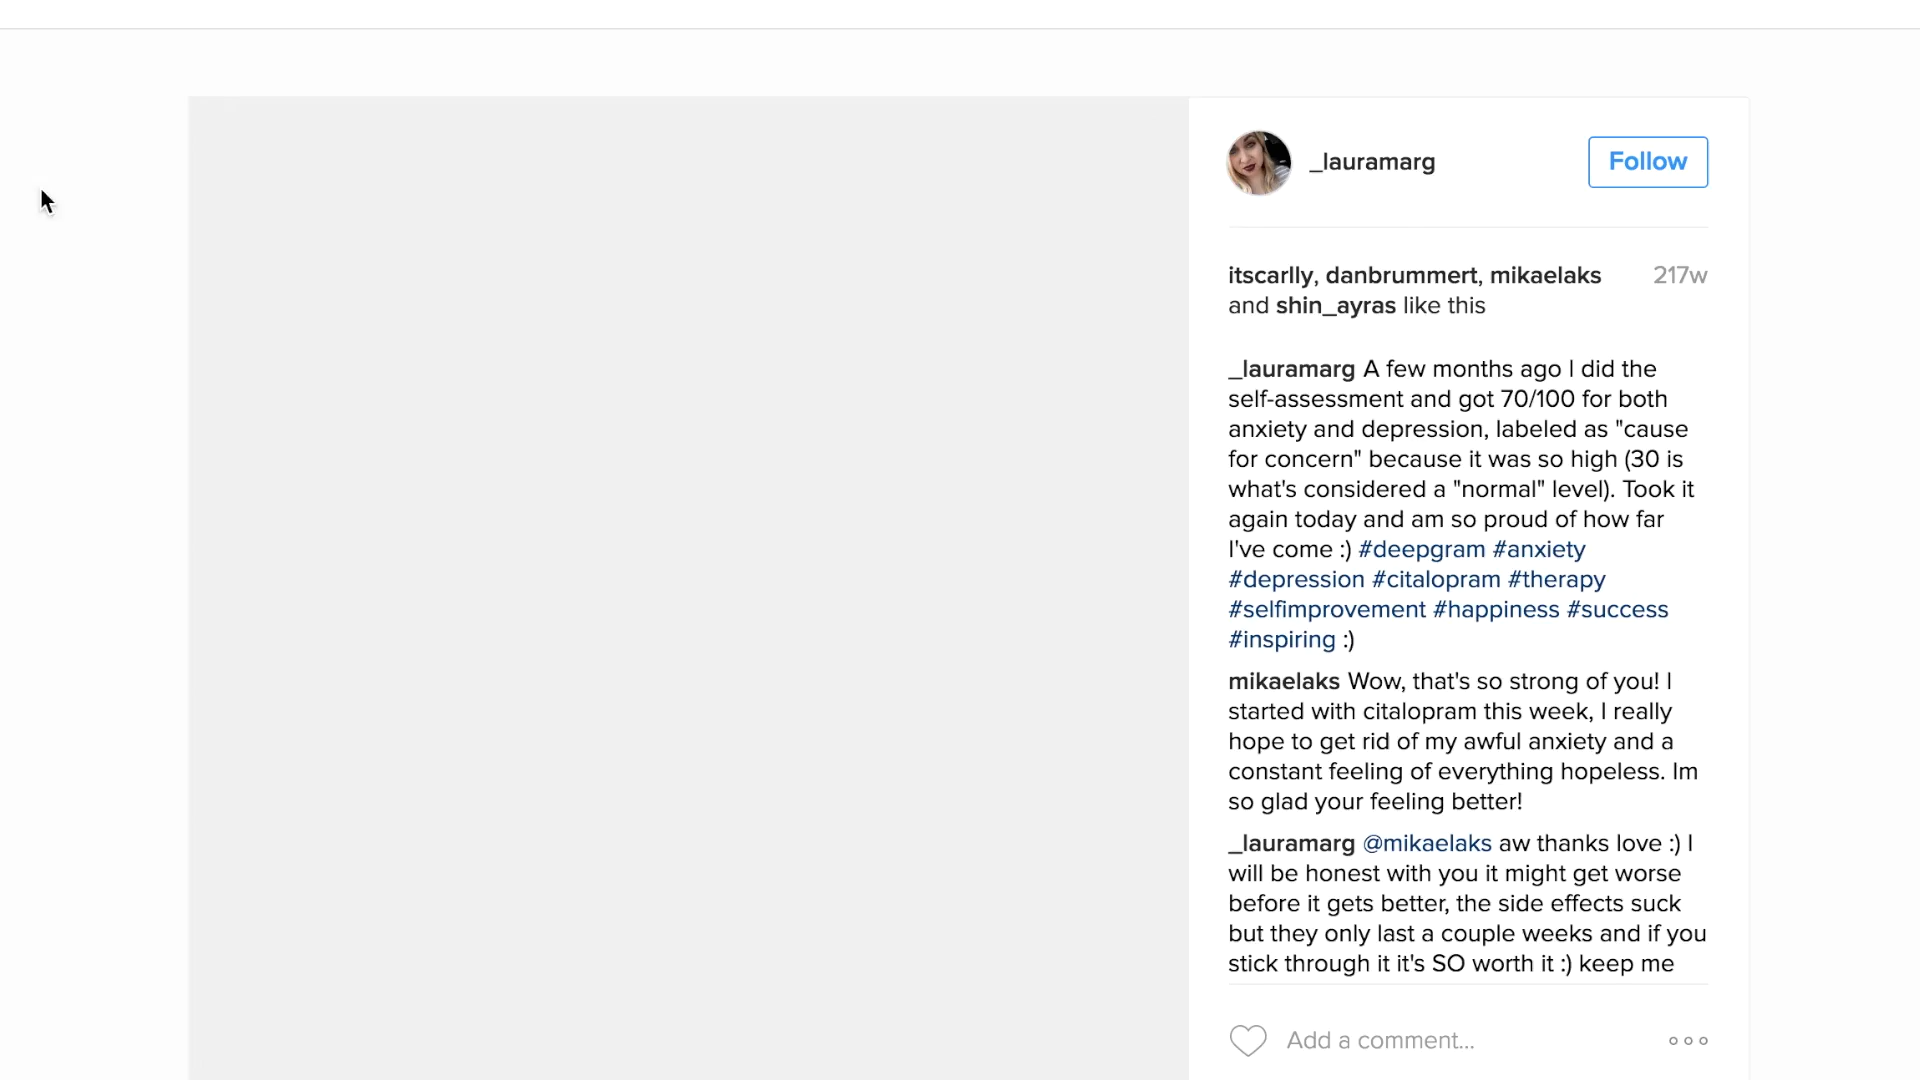 _lauramarg
Follow
itscarlly, danbrummert, mikaelaks
217w
and shin_ayras like this
_lauramarg A few months ago I did the
self-assessment and got 70/100 for both
anxiety and depression, labeled as "cause
for concern" because it was so high (30 is
what's considered a "normal" level). Took it
again today and am so proud of how far
I've come :) #deepgram #anxiety
#depression #citalopram #therapy
#selfimprovement #happiness #success
#inspiring :)
mikaelaks Wow, that's so strong of you! I
started with citalopram this week, I really
hope to get rid of my awful anxiety and a
constant feeling of everything hopeless. Im
so glad your feeling better!
_lauramarg @mikaelaks aw thanks love :) I
will be honest with you it might get worse
before it gets better, the side effects suck
but they only last a couple weeks and if you
stick through it it's SO worth it :) keep me
Add a comment...